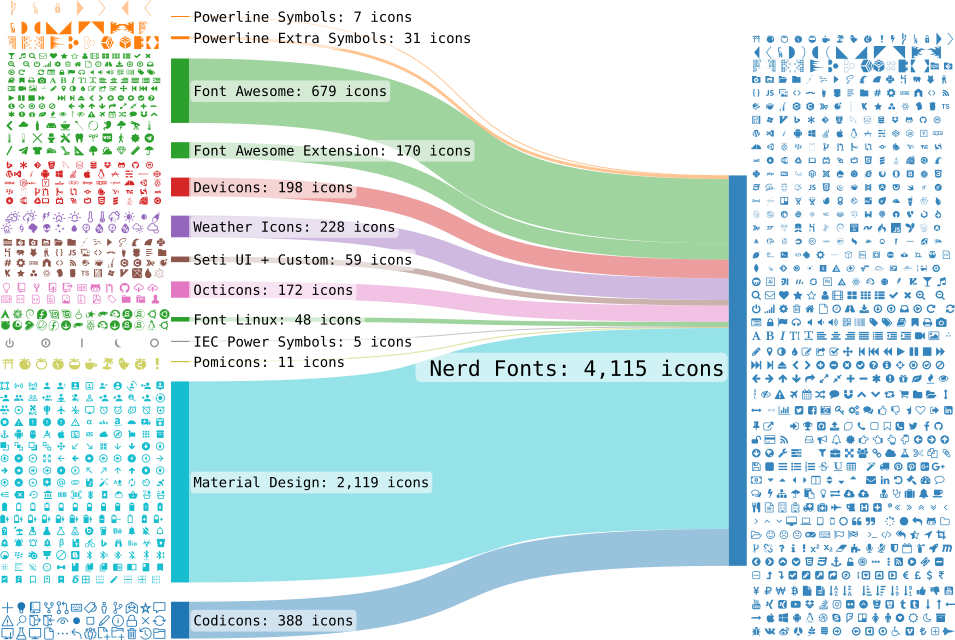 Powerline Symbols: 7 icons
Powerline Extra Symbols: 31 icons
Font Awesome: 679 icons
Font Awesome Extension: 170 icons
Devicons: 198 icons
Weather Icons: 228 icons
Seti UI + Custom: 59 icons
Octicons: 172 icons
Font Linux: 48 icons
IEC Power Symbols: 5 icons
Pomicons: 11 icons
Nerd Fonts: 4,115 icons
Material Design: 2,119 icons
Codicons: 388 icons